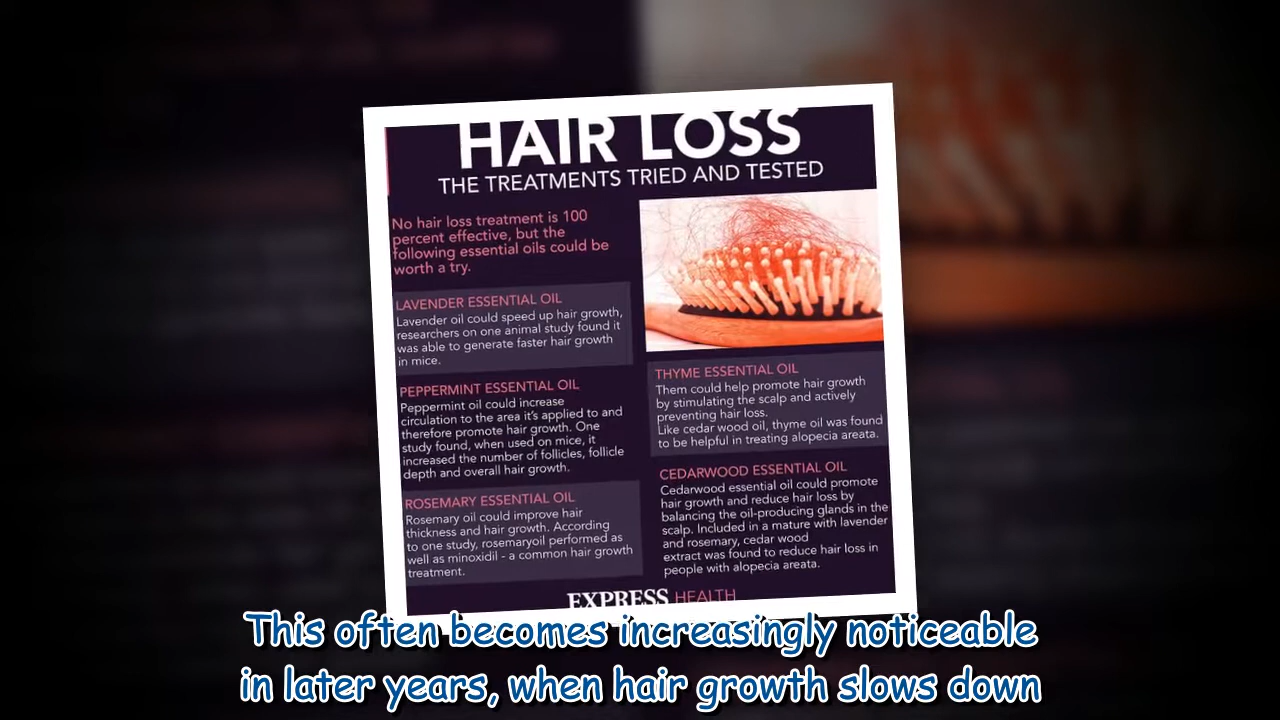 HAIR LOSS
THE TREATMENTS TRIED AND TESTED
No hair loss treatment is 100
percent effective, but the
following essential oils could be
worth a try.
LAVENDER ESSENTIAL OIL
Lavender oil could speed up hair growth,
researchers on one animal study found it
was able to generate faster hair growth
in mice.
PEPPERMINT ESSENTIAL OIL
Peppermint oil could increase
circulation to the area it's applied to and
therefore promote hair growth. One
study found, when used on mice, it
increased the number of follicles, follicle
depth and overall hair growth.
ROSEMARY ESSENTIAL OIL
Rosemary oil could improve hair
thickness and hair growth. According
to one study, rosemaryoil performed as
well as minoxidil - a common hair growth
treatment.
THYME ESSENTIAL OIL
Them could help promote hair growth
by stimulating the scalp and actively
preventing hair loss.
Like cedar wood oil, thyme oil was found
to be helpful in treating alopecia areata.
CEDARWOOD ESSENTIAL OIL
Cedarwood essential oil could promote
hair growth and reduce hair loss by
balancing the oil-producing glands in the
scalp. Included in a mature with lavender
and rosemary, cedar wood
extract was found to reduce hair loss in
people with alopecia areata.
EXPRESS HEALTH
This often becomes increasingly noticeable
in later years, when hair growth slows down